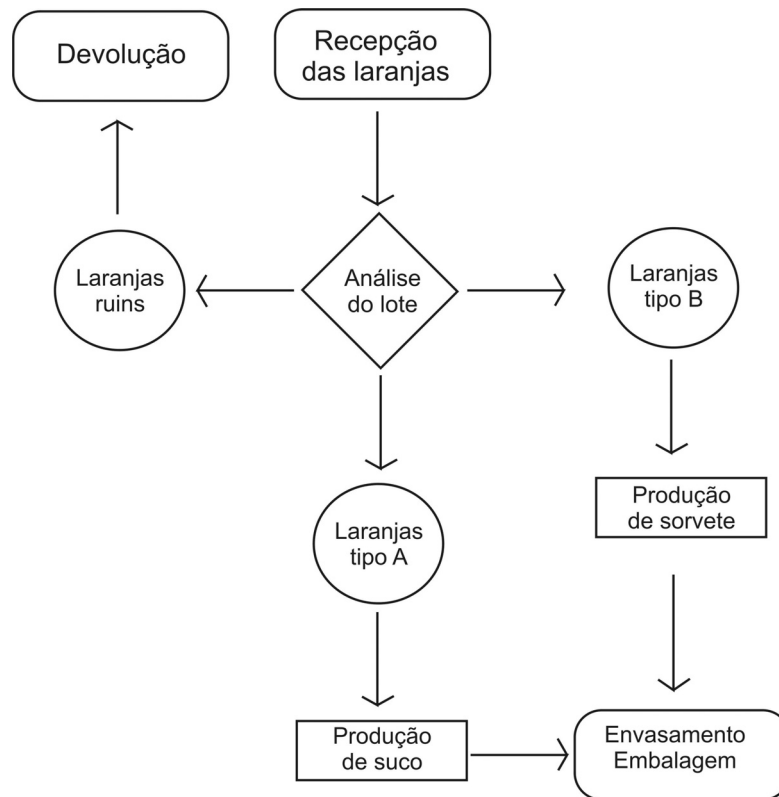 Devolução
Recepção
das laranjas
Laranjas
ruins
Análise
do lote
Laranjas
tipo B
Laranjas
tipo A
Produção
de sorvete
Produção
de suco
Envasamento
Embalagem